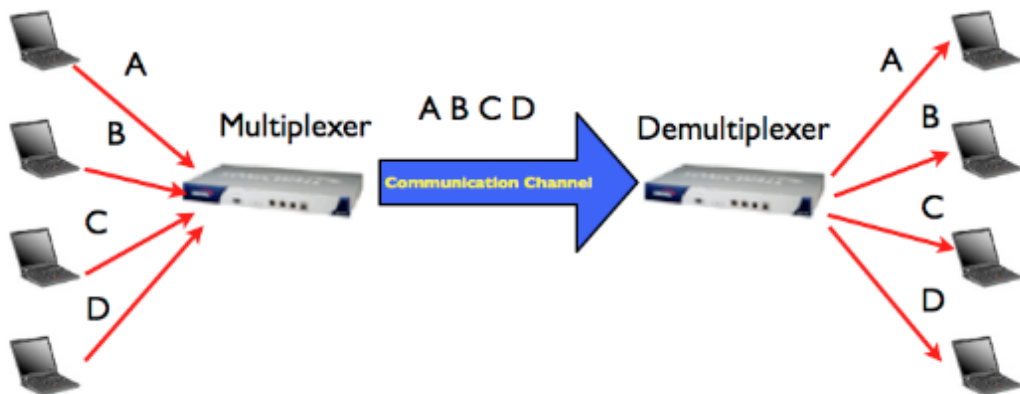 A
B
C
D
Multiplexer
A B C D
Communication Channel
Demultiplexer
A
B
C
D